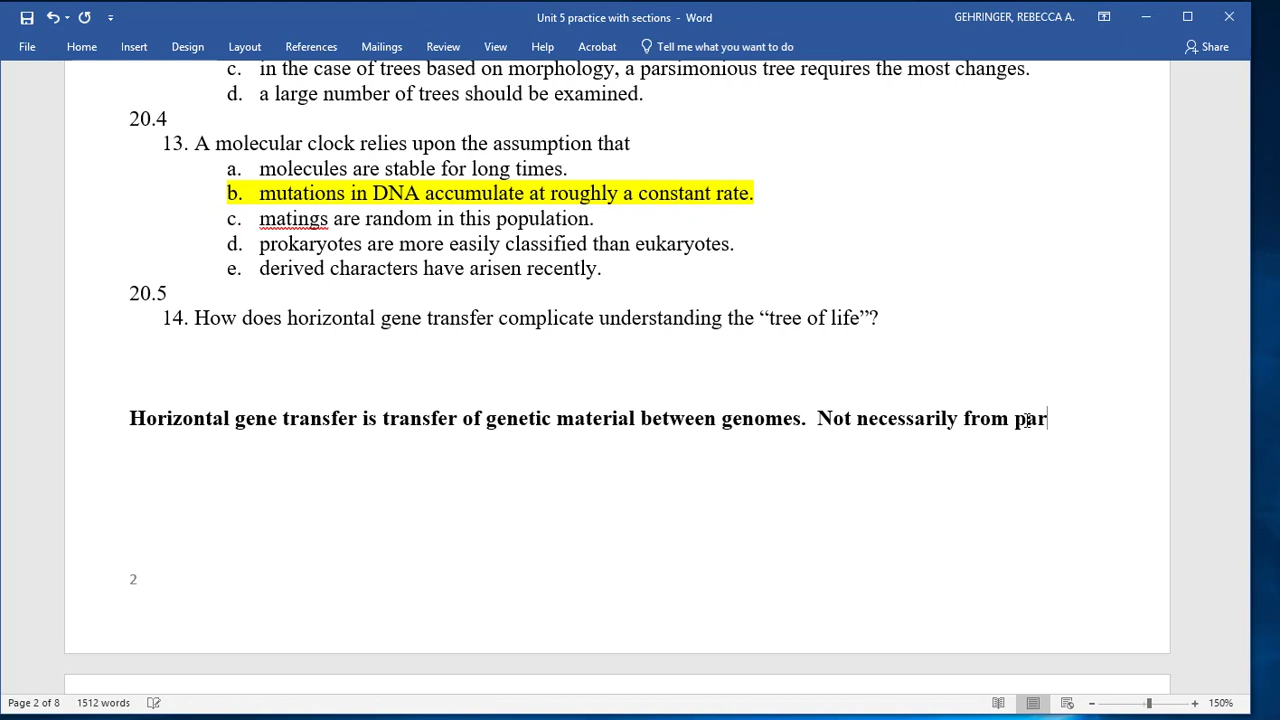 Unit 5 practice with sections - Word
GEHRINGER, REBECCA A.
File Home Insert Design Layout References Mailings Review View Help Acrobat Tell me what you want to do Share
c. in the case of trees based on morphology, a parsimonious tree requires the most changes.
d. a large number of trees should be examined.
20.4
13. A molecular clock relies upon the assumption that
a. molecules are stable for long times.
b. mutations in DNA accumulate at roughly a constant rate.
c. matings are random in this population.
d. prokaryotes are more easily classified than eukaryotes.
e. derived characters have arisen recently.
20.5
14. How does horizontal gene transfer complicate understanding the “tree of life”?
Horizontal gene transfer is transfer of genetic material between genomes.  Not necessarily from par
2
Page 2 of 8 1512 words 150%